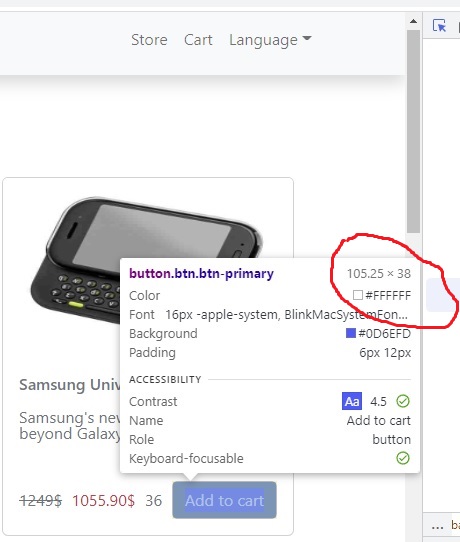 Store Cart Language
button.btn.btn-primary 105.25 × 38
Color #FFFFFF
Font 16px -apple-system, BlinkMacSystemFon...
Background #0D6EFD
Padding 6px 12px
ACCESSIBILITY
Contrast Aa 4.5
Name Add to cart
Role button
Keyboard-focusable
Samsung Univ
Samsung's new
beyond Galaxy
1249$ 1055.90$ 36 Add to cart
... ba